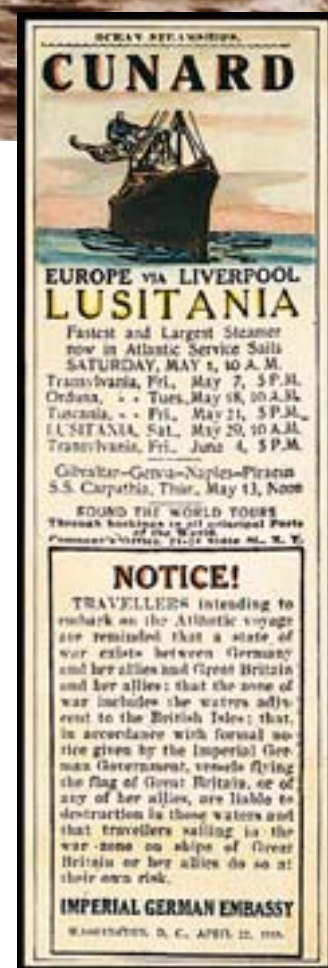 OCEAN STEAMSHIPS.
CUNARD
EUROPE VIA LIVERPOOL
LUSITANIA
Fastest and Largest Steamer
now in Atlantic Service Sails
SATURDAY, MAY 1, 10 A.M.
Transylvania, Fri., May 7, 5 P.M.
Orduna, - - Tues., May 18, 10 A.M.
Tuscania, - - Fri., May 21, 5 P.M.
LUSITANIA, Sat., May 29, 10 A.M.
Transylvania, Fri., June 4, 5 P.M.
Gibraltar–Genoa–Naples–Piraeus
S.S. Carpathia, Thur., May 13, Noon
ROUND THE WORLD TOURS
Through bookings to all principal Ports
of the World.
Company's Office, 21-24 State St., N. Y.
NOTICE!
TRAVELLERS intending to
embark on the Atlantic voyage
are reminded that a state of
war exists between Germany
and her allies and Great Britain
and her allies; that the zone of
war includes the waters adja-
cent to the British Isles; that,
in accordance with formal no-
tice given by the Imperial Ger-
man Government, vessels flying
the flag of Great Britain, or of
any of her allies, are liable to
destruction in those waters and
that travellers sailing in the
war zone on ships of Great
Britain or her allies do so at
their own risk.
IMPERIAL GERMAN EMBASSY
WASHINGTON, D. C., APRIL 22, 1915.